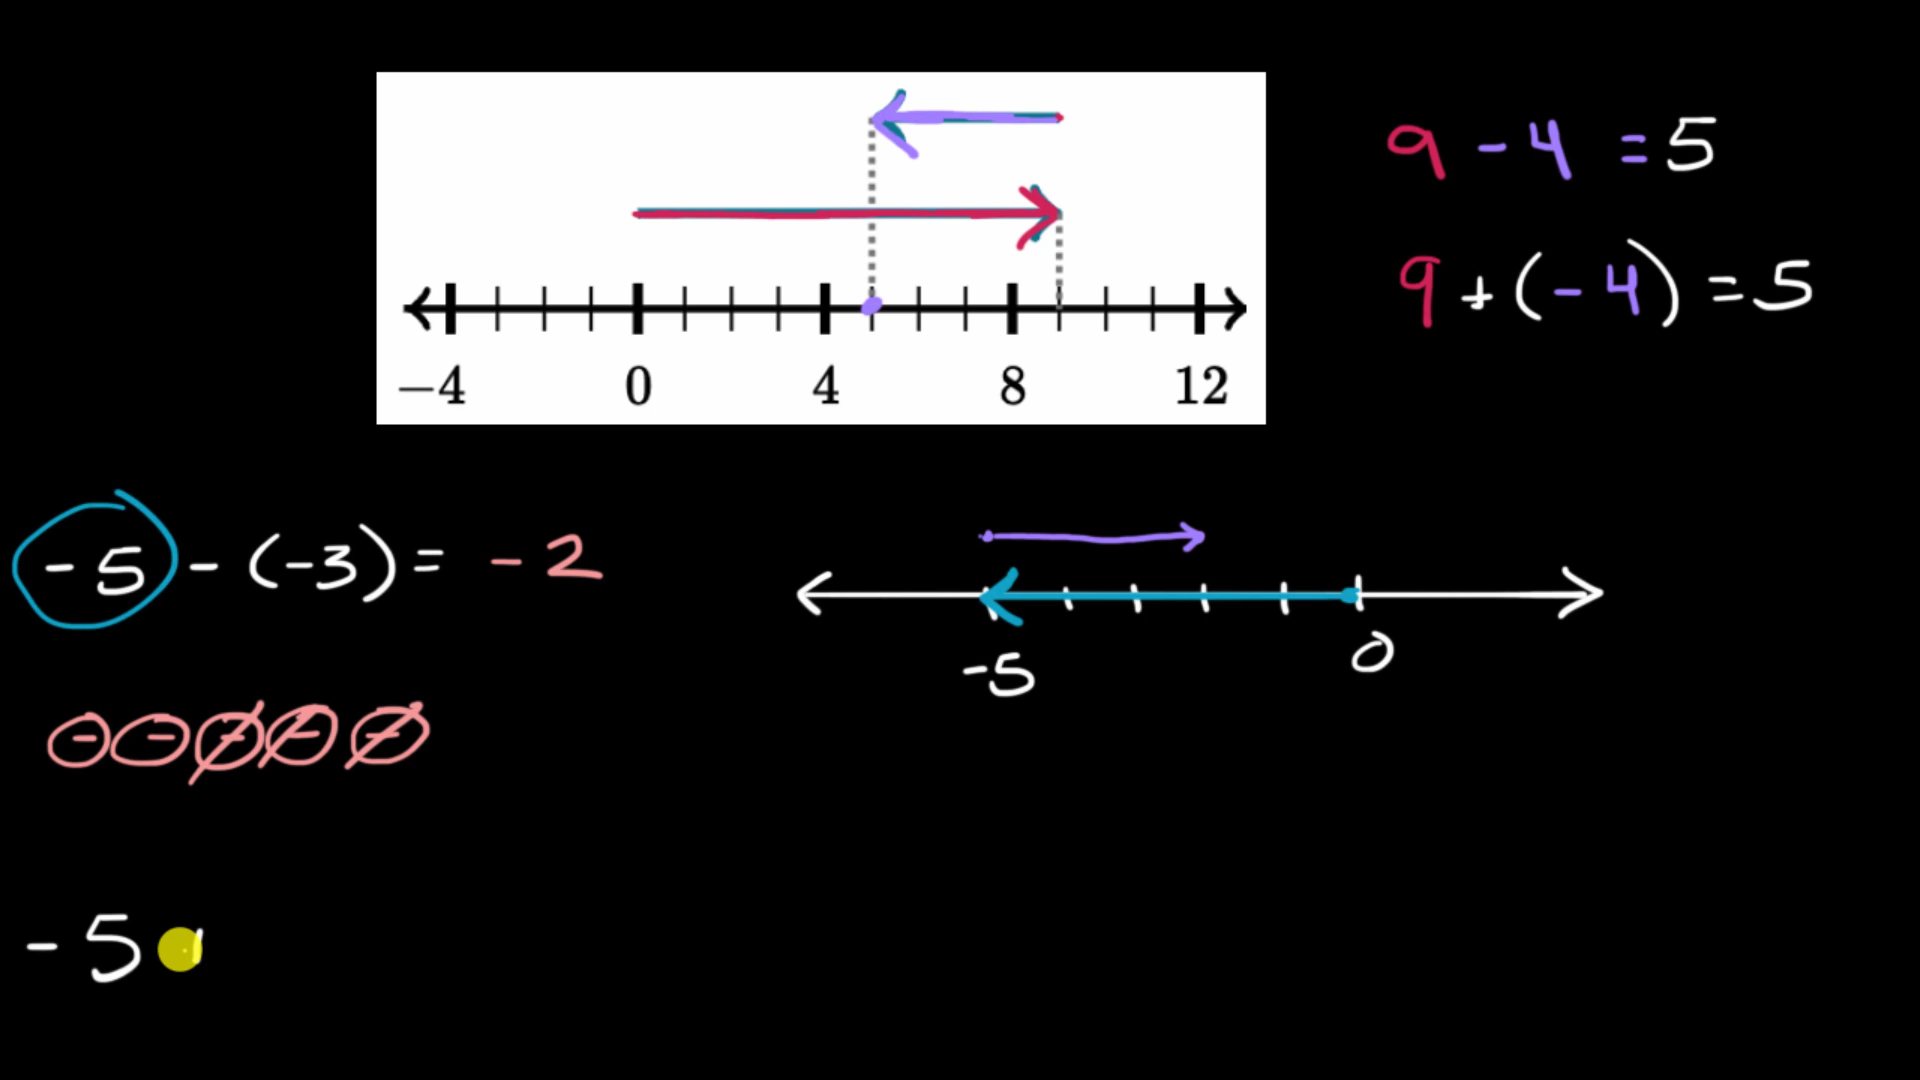 9 - 4 = 5
9 + (- 4) = 5
-4 0 4 8 12
- 5 - (-3) = - 2
-5 0
- - - - -
- 5